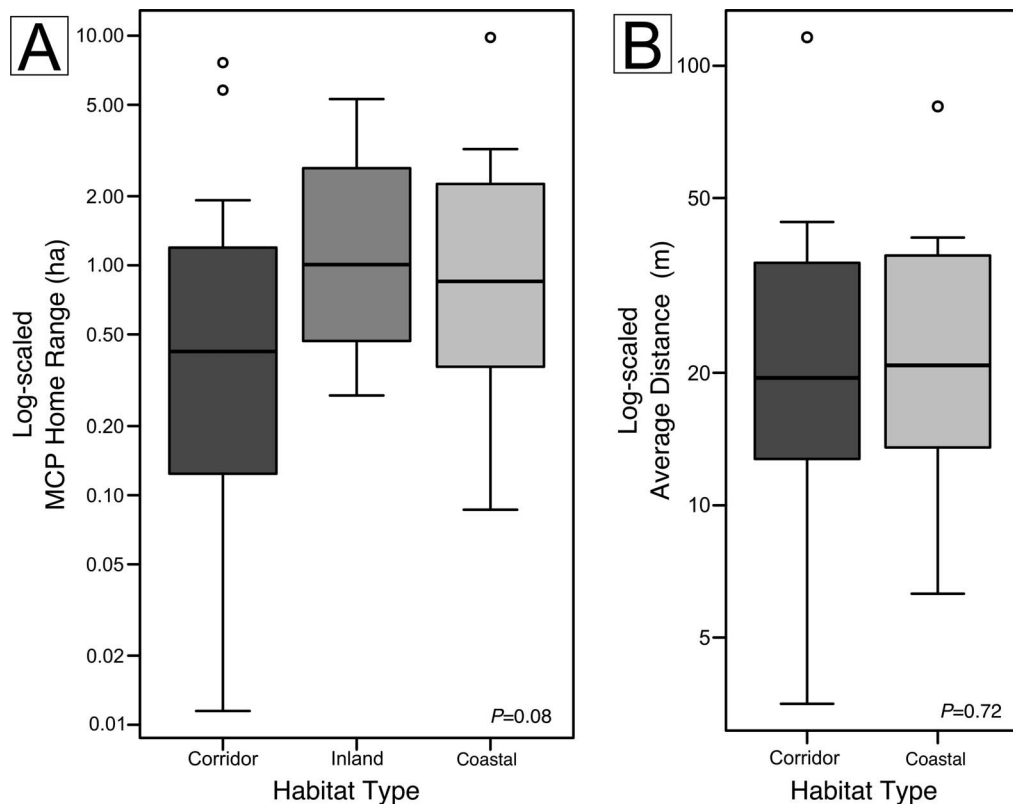 A
Log-scaled
MCP Home Range (ha)
10.00
5.00
2.00
1.00
0.50
0.20
0.10
0.05
0.02
0.01
P=0.08
Corridor Inland Coastal
Habitat Type
B
Log-scaled
Average Distance (m)
100
50
20
10
5
P=0.72
Corridor Coastal
Habitat Type